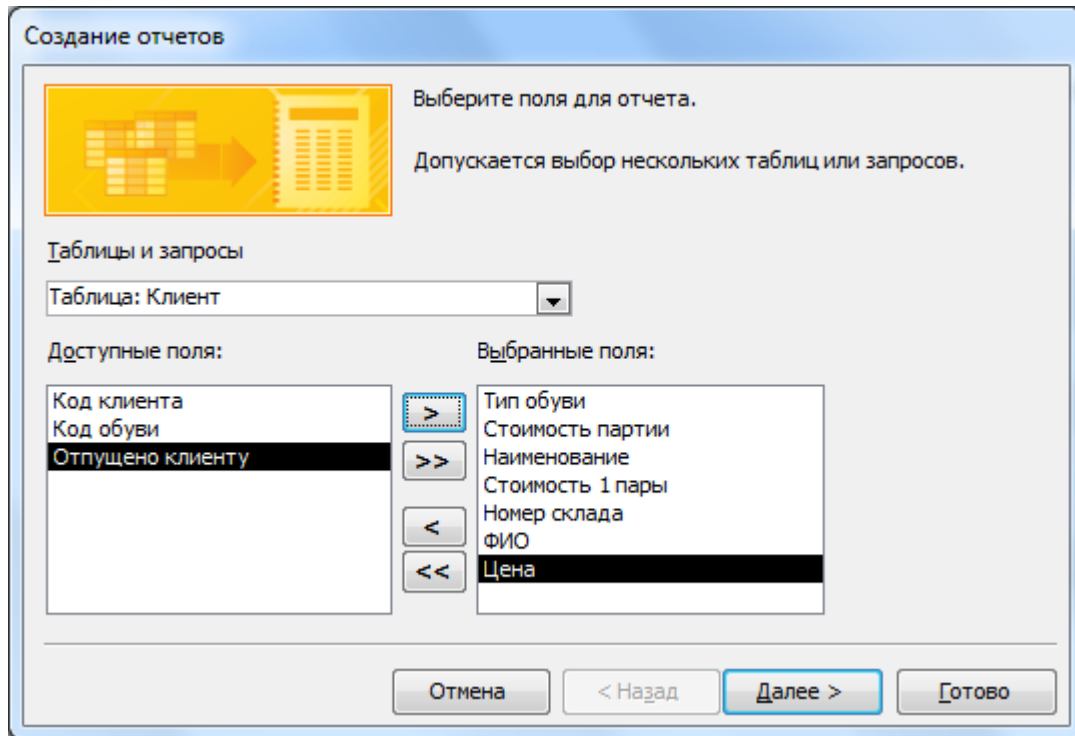 Создание отчетов
Выберите поля для отчета.
Допускается выбор нескольких таблиц или запросов.
Таблицы и запросы
Таблица: Клиент
Доступные поля:
Выбранные поля:
Код клиента
Код обуви
Отпущено клиенту
>
>>
<
<<
Тип обуви
Стоимость партии
Наименование
Стоимость 1 пары
Номер склада
ФИО
Цена
Отмена
< Назад
Далее >
Готово